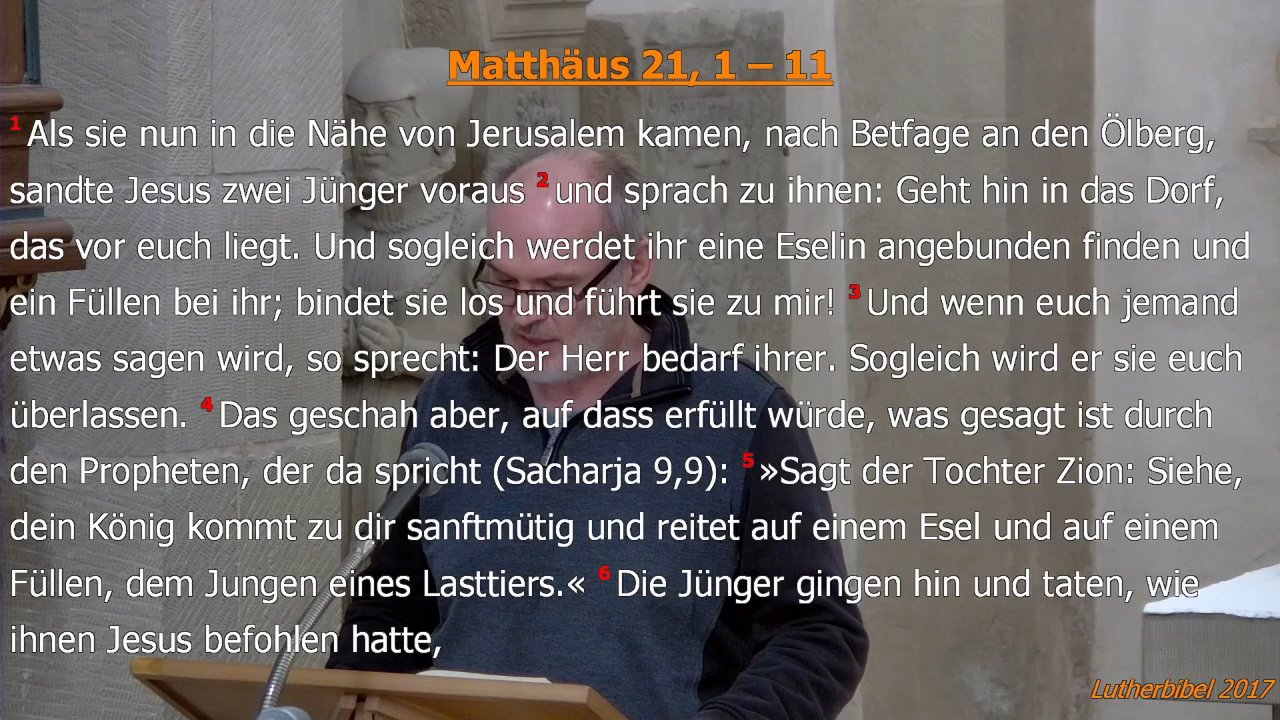 Matthäus 21, 1 – 11
1 Als sie nun in die Nähe von Jerusalem kamen, nach Betfage an den Ölberg,
sandte Jesus zwei Jünger voraus 2 und sprach zu ihnen: Geht hin in das Dorf,
das vor euch liegt. Und sogleich werdet ihr eine Eselin angebunden finden und
ein Füllen bei ihr; bindet sie los und führt sie zu mir! 3 Und wenn euch jemand
etwas sagen wird, so sprecht: Der Herr bedarf ihrer. Sogleich wird er sie euch
überlassen. 4 Das geschah aber, auf dass erfüllt würde, was gesagt ist durch
den Propheten, der da spricht (Sacharja 9,9): 5 »Sagt der Tochter Zion: Siehe,
dein König kommt zu dir sanftmütig und reitet auf einem Esel und auf einem
Füllen, dem Jungen eines Lasttiers.« 6 Die Jünger gingen hin und taten, wie
ihnen Jesus befohlen hatte,
Lutherbibel 2017